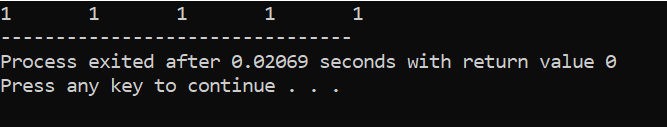 1       1       1       1       1
--------------------------------
Process exited after 0.02069 seconds with return value 0
Press any key to continue . . .